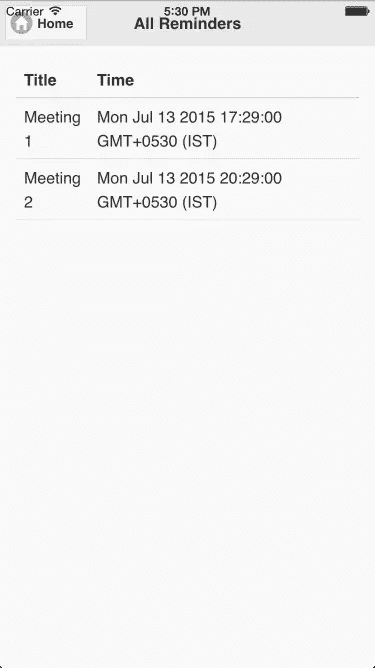 Carrier 5:30 PM
Home All Reminders
Title Time
Meeting Mon Jul 13 2015 17:29:00
1 GMT+0530 (IST)
Meeting Mon Jul 13 2015 20:29:00
2 GMT+0530 (IST)